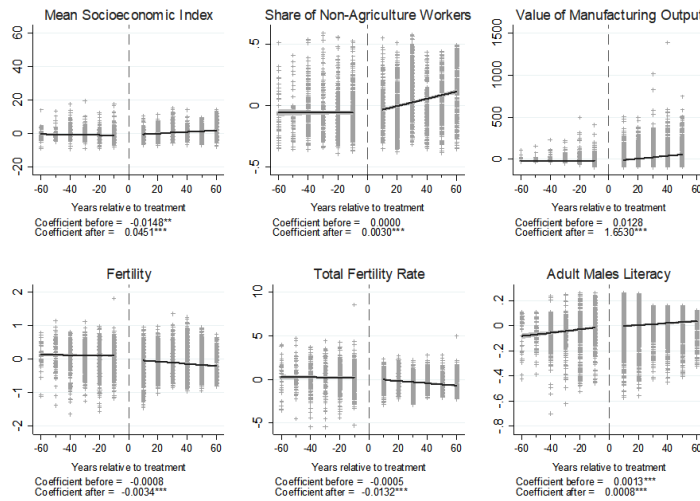 Mean Socioeconomic Index
60
40
20
0
-20
-60 -40 -20 0 20 40 60
Years relative to treatment
Coefficient before = -0.0148**
Coefficient after = 0.0451***
Share of Non-Agriculture Workers
.5
0
-.5
-60 -40 -20 0 20 40 60
Years relative to treatment
Coefficient before = 0.0000
Coefficient after = 0.0030***
Value of Manufacturing Output
1500
1000
500
0
-60 -40 -20 0 20 40 60
Years relative to treatment
Coefficient before = 0.0128
Coefficient after = 1.6530***
Fertility
2
1
0
-1
-2
-60 -40 -20 0 20 40 60
Years relative to treatment
Coefficient before = -0.0008
Coefficient after = -0.0034***
Total Fertility Rate
10
5
0
-5
-60 -40 -20 0 20 40 60
Years relative to treatment
Coefficient before = -0.0005
Coefficient after = -0.0132***
Adult Males Literacy
.2
0
-.2
-.4
-.6
-.8
-60 -40 -20 0 20 40 60
Years relative to treatment
Coefficient before = 0.0013***
Coefficient after = 0.0008***